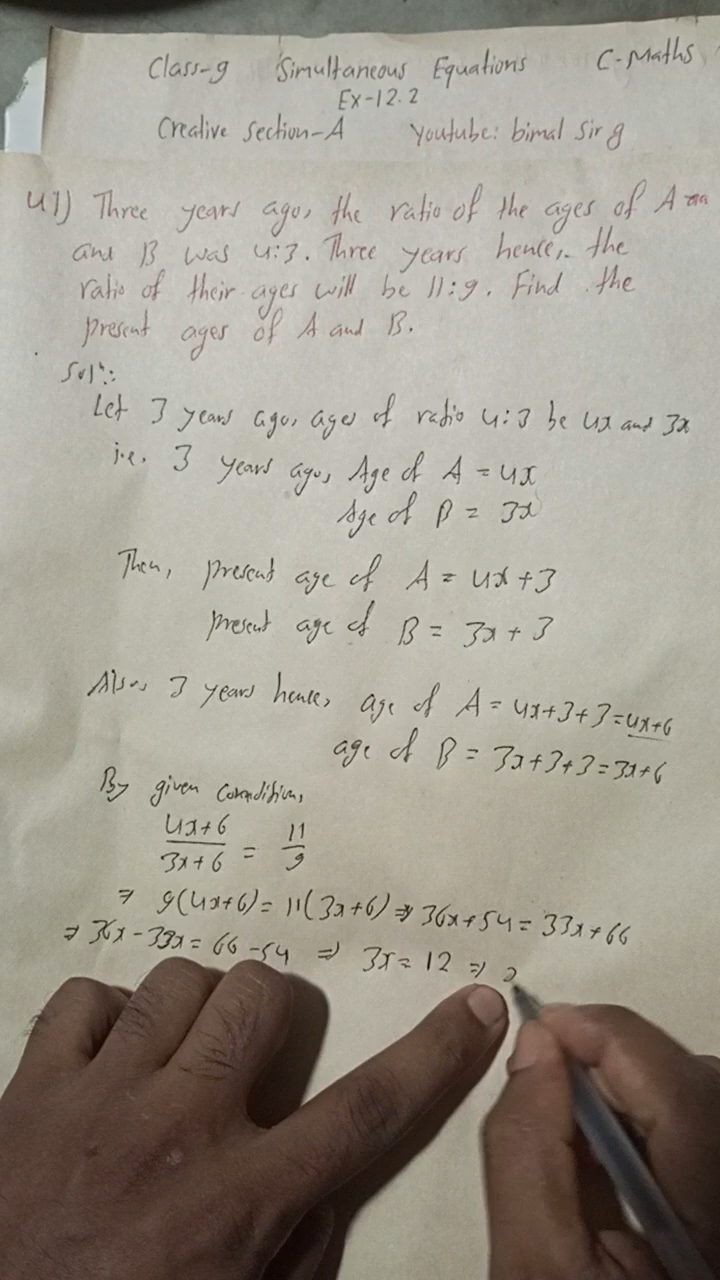 Class-9 Simultaneous Equations C-Maths
Ex-12.2
Creative Section-A Youtube: bimal Sir g
41) Three years ago, the ratio of the ages of A
and B was 4:3. Three years hence, the
ratio of their ages will be 11:9. Find the
present ages of A and B.
Solⁿ:
Let 3 years ago, ages of ratio 4:3 be 4x and 3x
i.e. 3 years ago, Age of A = 4x
Age of B = 3x
Then, present age of A = 4x+3
present age of B = 3x+3
Also, 3 years hence, age of A = 4x+3+3=4x+6
age of B = 3x+3+3=3x+6
By given condition,
4x+6/3x+6 = 11/9
⇒ 9(4x+6) = 11(3x+6) ⇒ 36x+54 = 33x+66
⇒ 36x-33x = 66-54 ⇒ 3x = 12 ⇒